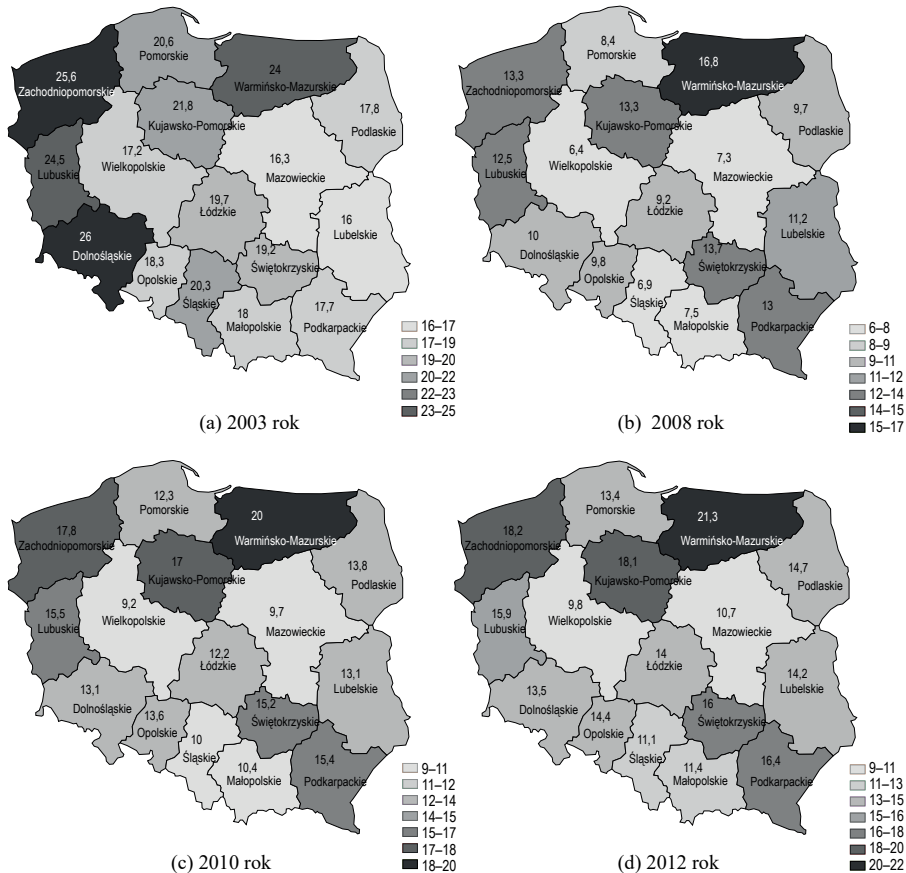 20,6
Pomorskie
25,6
Zachodniopomorskie
24
Warmińsko-Mazurskie
21,8
Kujawsko-Pomorskie
17,8
Podlaskie
17,2
Wielkopolskie
16,3
Mazowieckie
24,5
Lubuskie
19,7
Łódzkie
16
Lubelskie
26
Dolnośląskie
18,3
Opolskie
19,2
Świętokrzyskie
20,3
Śląskie
18
Małopolskie
17,7
Podkarpackie
16–17
17–19
19–20
20–22
22–23
23–25
(a) 2003 rok
8,4
Pomorskie
13,3
Zachodniopomorskie
16,8
Warmińsko-Mazurskie
13,3
Kujawsko-Pomorskie
9,7
Podlaskie
6,4
Wielkopolskie
7,3
Mazowieckie
12,5
Lubuskie
9,2
Łódzkie
11,2
Lubelskie
10
Dolnośląskie
9,8
Opolskie
13,7
Świętokrzyskie
6,9
Śląskie
7,5
Małopolskie
13
Podkarpackie
6–8
8–9
9–11
11–12
12–14
14–15
15–17
(b) 2008 rok
12,3
Pomorskie
17,8
Zachodniopomorskie
20
Warmińsko-Mazurskie
17
Kujawsko-Pomorskie
13,8
Podlaskie
9,2
Wielkopolskie
9,7
Mazowieckie
15,5
Lubuskie
12,2
Łódzkie
13,1
Lubelskie
13,1
Dolnośląskie
13,6
Opolskie
15,2
Świętokrzyskie
10
Śląskie
10,4
Małopolskie
15,4
Podkarpackie
9–11
11–12
12–14
14–15
15–17
17–18
18–20
(c) 2010 rok
13,4
Pomorskie
18,2
Zachodniopomorskie
21,3
Warmińsko-Mazurskie
18,1
Kujawsko-Pomorskie
14,7
Podlaskie
9,8
Wielkopolskie
10,7
Mazowieckie
15,9
Lubuskie
14
Łódzkie
14,2
Lubelskie
13,5
Dolnośląskie
14,4
Opolskie
16
Świętokrzyskie
11,1
Śląskie
11,4
Małopolskie
16,4
Podkarpackie
9–11
11–13
13–15
15–16
16–18
18–20
20–22
(d) 2012 rok